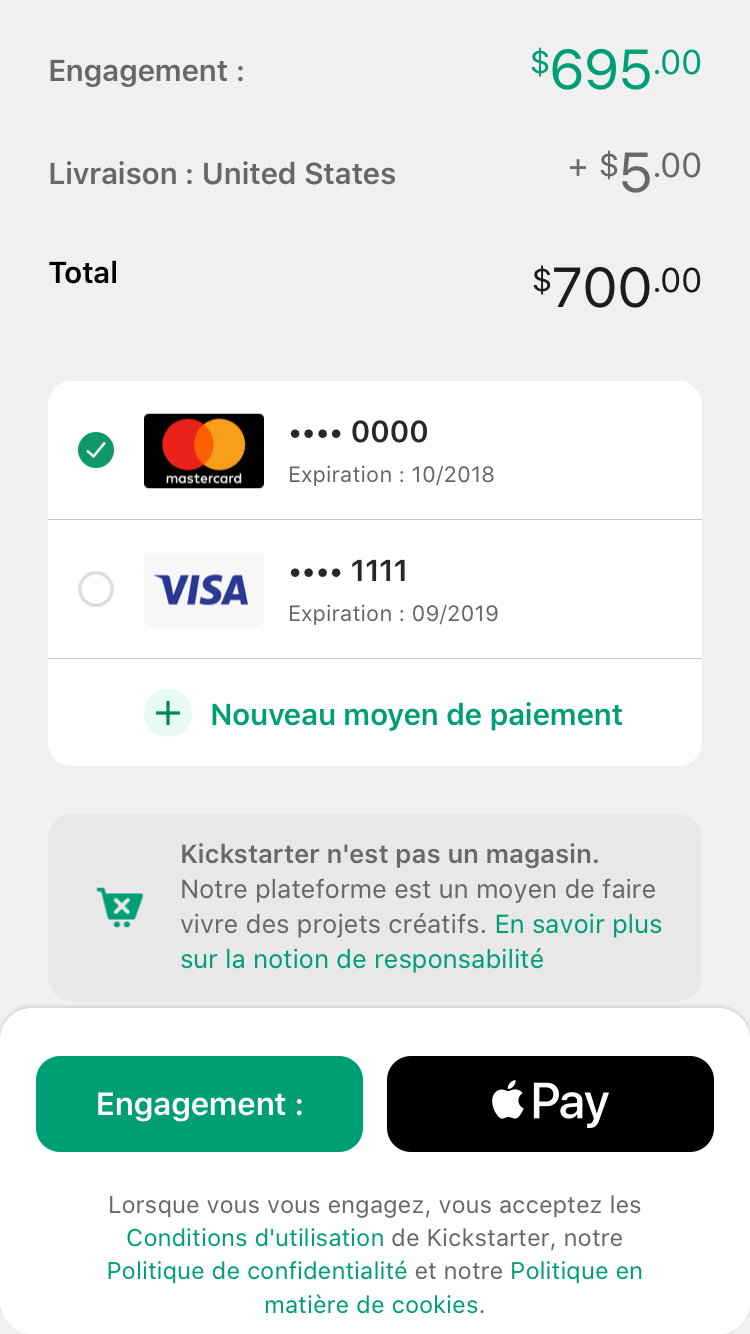 Engagement : $695.00
Livraison : United States + $5.00
Total $700.00
mastercard
•••• 0000
Expiration : 10/2018
VISA
•••• 1111
Expiration : 09/2019
+ Nouveau moyen de paiement
Kickstarter n'est pas un magasin.
Notre plateforme est un moyen de faire
vivre des projets créatifs. En savoir plus
sur la notion de responsabilité
Engagement : Pay
Lorsque vous vous engagez, vous acceptez les
Conditions d'utilisation de Kickstarter, notre
Politique de confidentialité et notre Politique en
matière de cookies.